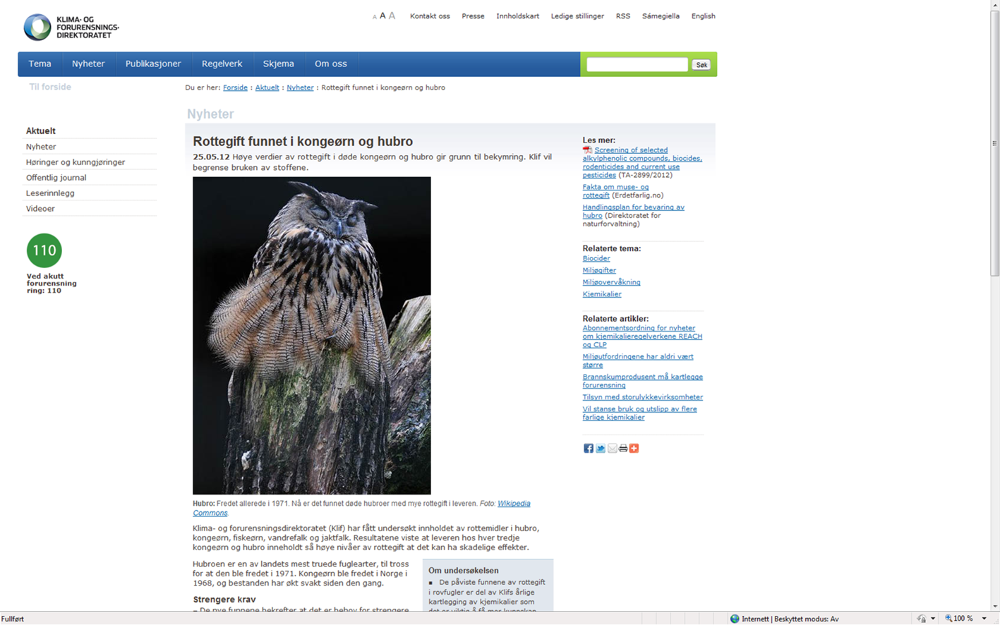 KLIMA- OG
FORURENSNINGS-
DIREKTORATET
A A A
Kontakt oss Presse Innholdskart Ledige stillinger RSS Sámegiella English
Tema Nyheter Publikasjoner Regelverk Skjema Om oss
Søk
Til forside
Du er her: Forside : Aktuelt : Nyheter : Rottegift funnet i kongeørn og hubro
Nyheter
Aktuelt
Nyheter
Høringer og kunngjøringer
Offentlig journal
Leserinnlegg
Videoer
110
Ved akutt
forurensning
ring: 110
Rottegift funnet i kongeørn og hubro
25.05.12 Høye verdier av rottegift i døde kongeørn og hubro gir grunn til bekymring. Klif vil
begrense bruken av stoffene.
Hubro: Fredet allerede i 1971. Nå er det funnet døde hubroer med mye rottegift i leveren. Foto: Wikipedia
Commons.
Klima- og forurensningsdirektoratet (Klif) har fått undersøkt innholdet av rottemidler i hubro,
kongeørn, fiskeørn, vandrefalk og jaktfalk. Resultatene viste at leveren hos hver tredje
kongeørn og hubro inneholdt så høye nivåer av rottegift at det kan ha skadelige effekter.
Hubroen er en av landets mest truede fuglearter, til tross
for at den ble fredet i 1971. Kongeørn ble fredet i Norge i
1968, og bestanden har økt svakt siden den gang.
Strengere krav
– De nye funnene bekrefter at det er behov for strengere
Om undersøkelsen
▪ De påviste funnene av rottegift
i rovfugler er del av Klifs årlige
kartlegging av kjemikalier som
det er viktig å få mer kunnskap
Les mer:
Screening of selected
alkylphenolic compounds, biocides,
rodenticides and current use
pesticides (TA-2899/2012)
Fakta om muse- og
rottegift (Erdetfarlig.no)
Handlingsplan for bevaring av
hubro (Direktoratet for
naturforvaltning)
Relaterte tema:
Biocider
Miljøgifter
Miljøovervåkning
Kjemikalier
Relaterte artikler:
Abonnementsordning for nyheter
om kjemikalieregelverkene REACH
og CLP
Miljøutfordringene har aldri vært
større
Brannskumprodusent må kartlegge
forurensning
Tilsyn med storulykkevirksomheter
Vil stanse bruk og utslipp av flere
farlige kjemikalier
Fullført
Internett | Beskyttet modus: Av
100 %